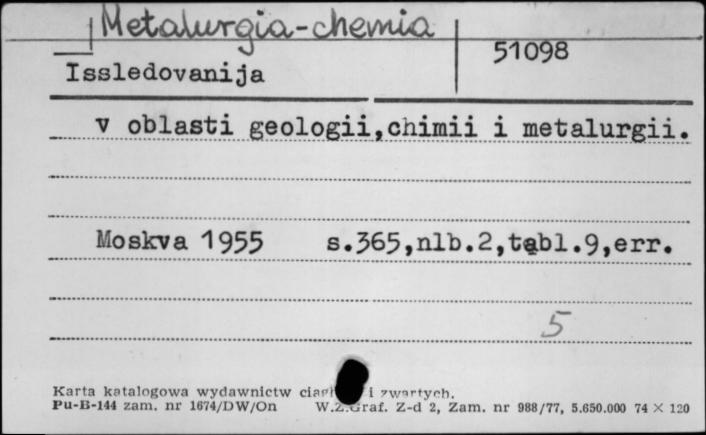 Metalurgia-chemia
51098
Issledovanija
v oblasti geologii,chimii i metalurgii.
Moskva 1955 s.365,nlb.2,tabl.9,err.
5
Karta katalogowa wydawnictw i zwartych.
Pu-B-144 zam. nr 1674/DW/On W.Z.Graf. Z-d 2, Zam. nr 988/77, 5.650.000 74 × 120